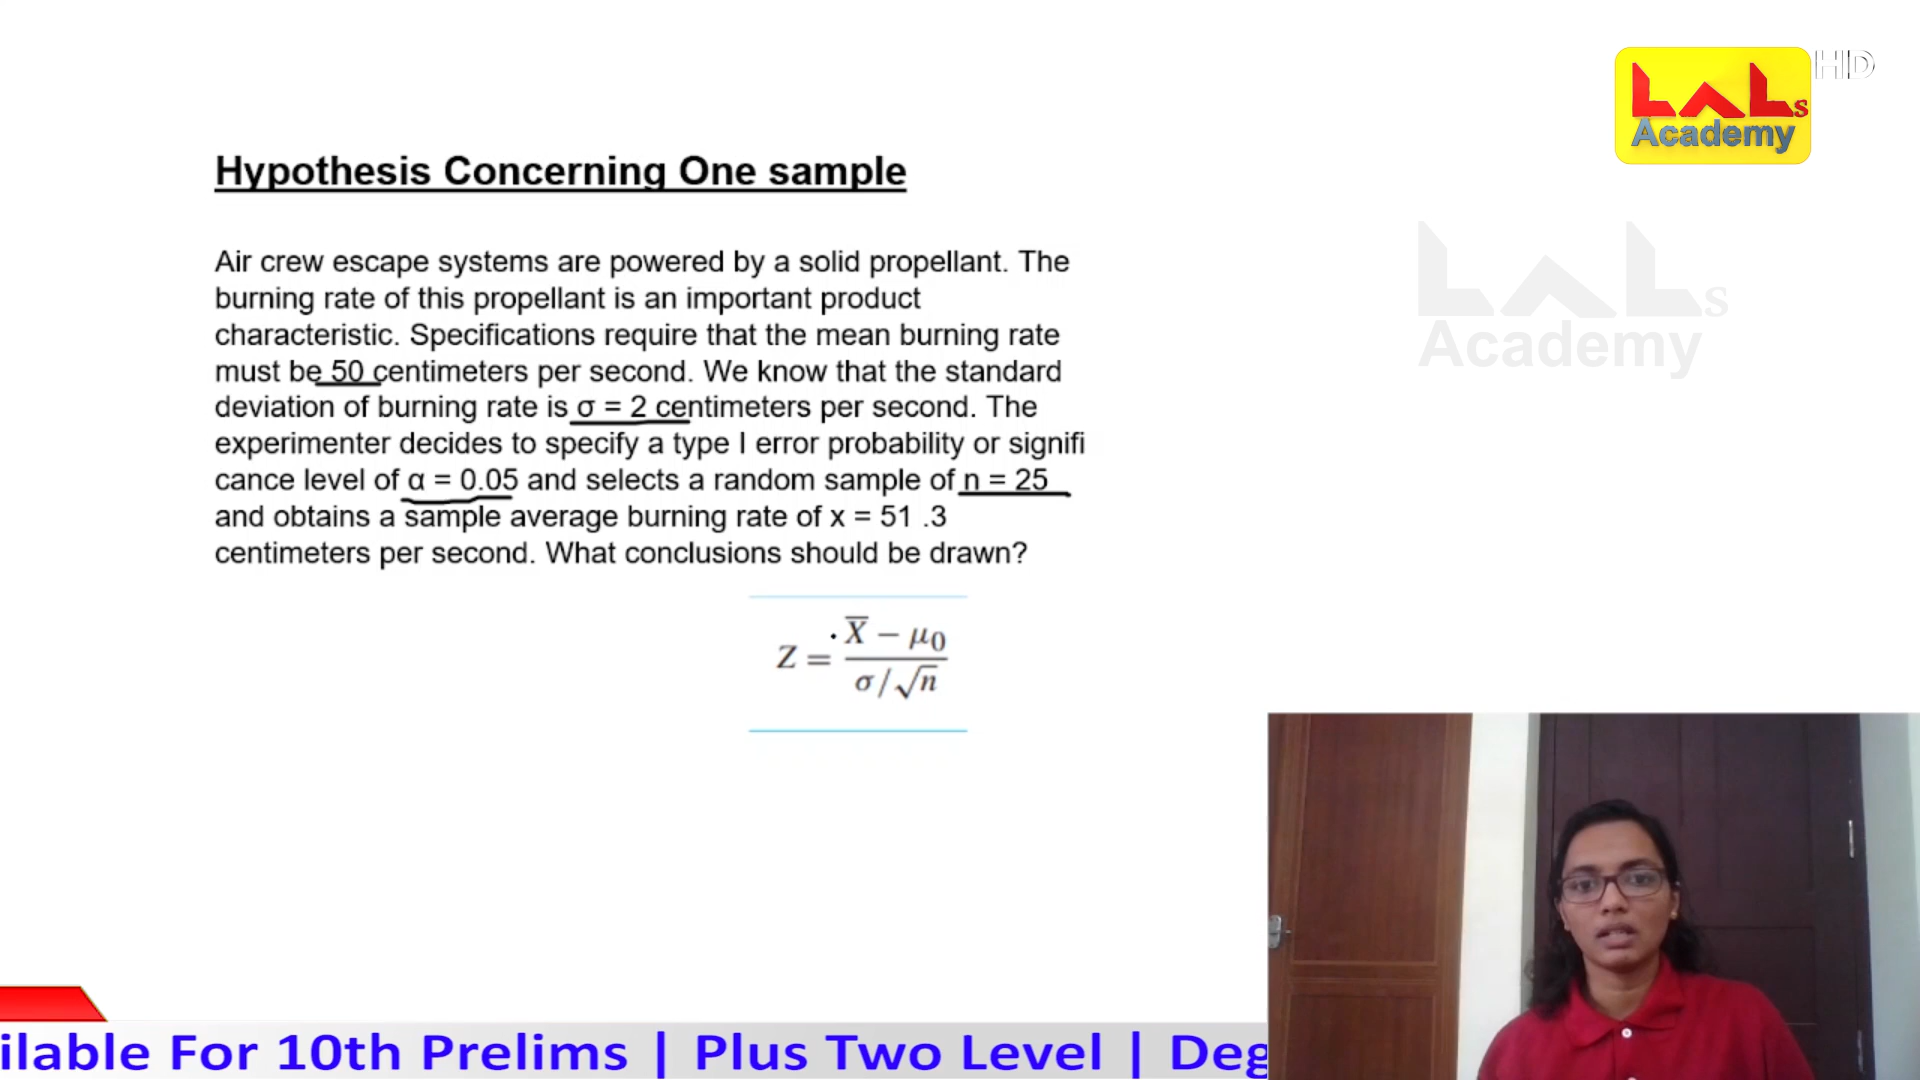 LALs
Academy
HD
Hypothesis Concerning One sample
LALs
Academy
Air crew escape systems are powered by a solid propellant. The
burning rate of this propellant is an important product
characteristic. Specifications require that the mean burning rate
must be 50 centimeters per second. We know that the standard
deviation of burning rate is σ = 2 centimeters per second. The
experimenter decides to specify a type I error probability or signifi
cance level of α = 0.05 and selects a random sample of n = 25
and obtains a sample average burning rate of x = 51 .3
centimeters per second. What conclusions should be drawn?
Z = X̅ − μ0 / σ/√n
ilable For 10th Prelims | Plus Two Level | Deg